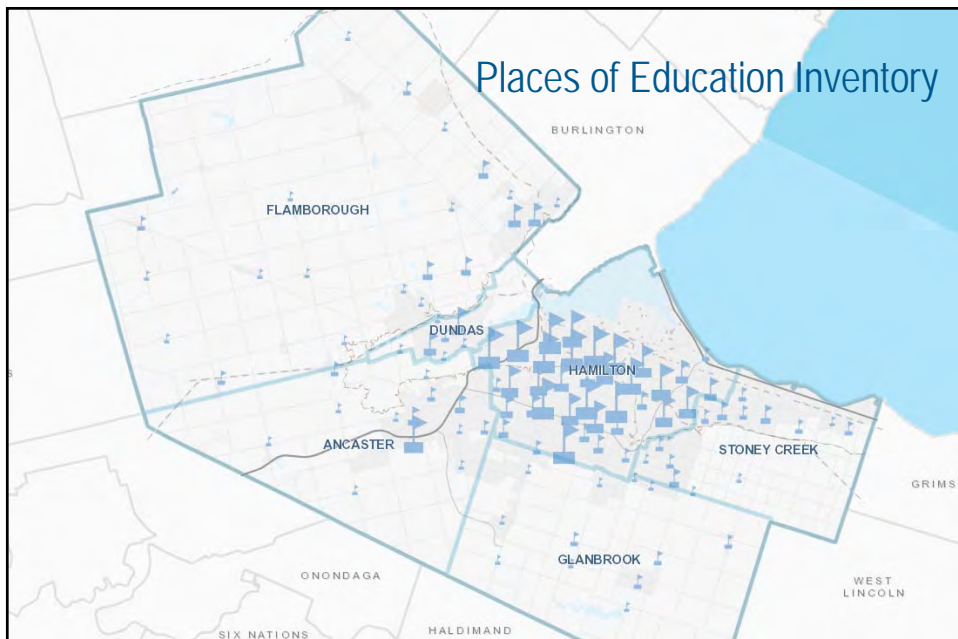 Places of Education Inventory
BURLINGTON
FLAMBOROUGH
DUNDAS
HAMILTON
ANCASTER
STONEY CREEK
GRIMS
GLANBROOK
ONONDAGA
WEST
LINCOLN
SIX NATIONS
HALDIMAND